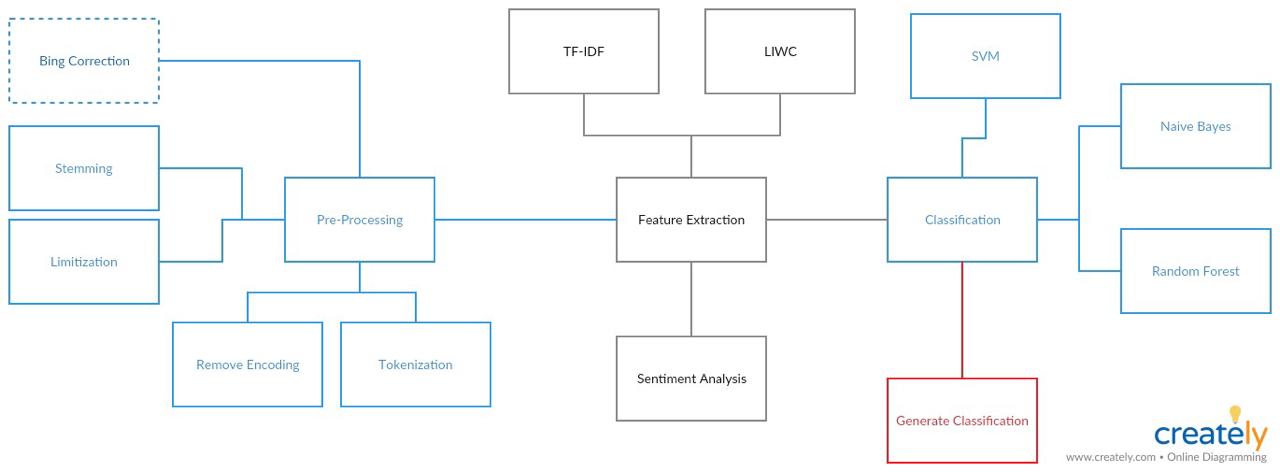 Bing Correction
TF-IDF
LIWC
SVM
Naive Bayes
Stemming
Pre-Processing
Feature Extraction
Classification
Limitization
Random Forest
Remove Encoding
Tokenization
Sentiment Analysis
Generate Classification
creately
www.creately.com • Online Diagramming